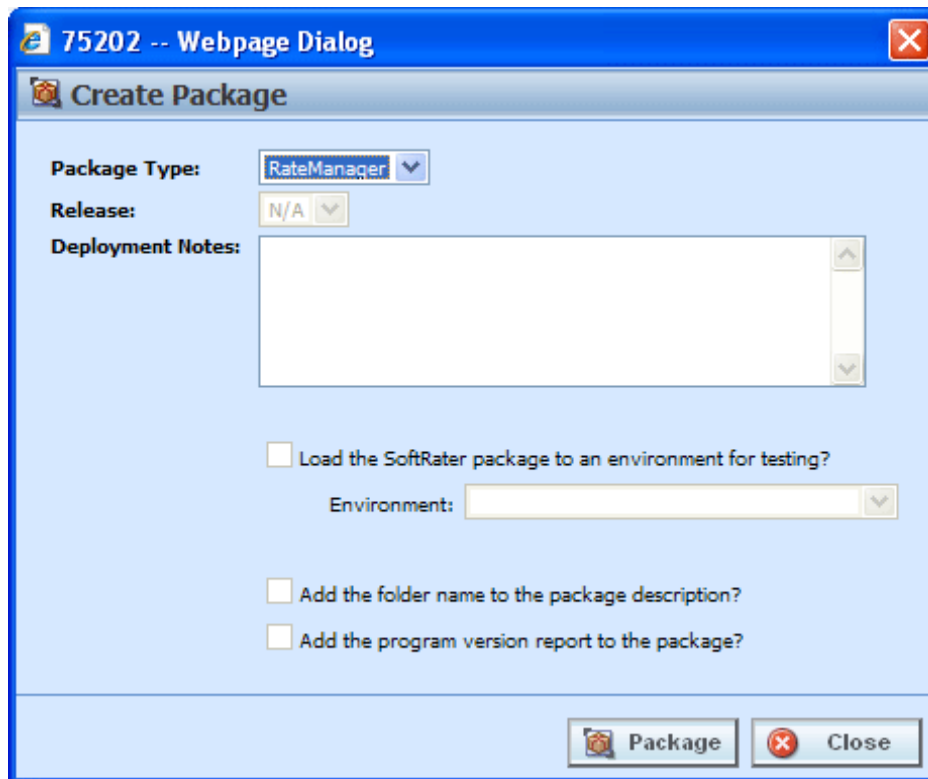 75202 -- Webpage Dialog
Create Package
Package Type: RateManager
Release: N/A
Deployment Notes:
Load the SoftRater package to an environment for testing?
Environment:
Add the folder name to the package description?
Add the program version report to the package?
Package Close